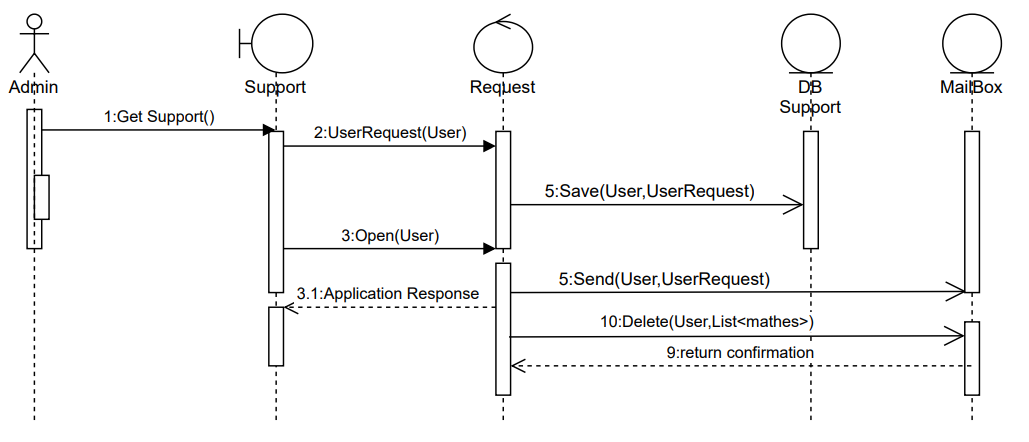 Admin
Support
Request
DB
Support
MailBox
1:Get Support()
2:UserRequest(User)
5:Save(User,UserRequest)
3:Open(User)
5:Send(User,UserRequest)
3.1:Application Response
10:Delete(User,List<mathes>)
9:return confirmation